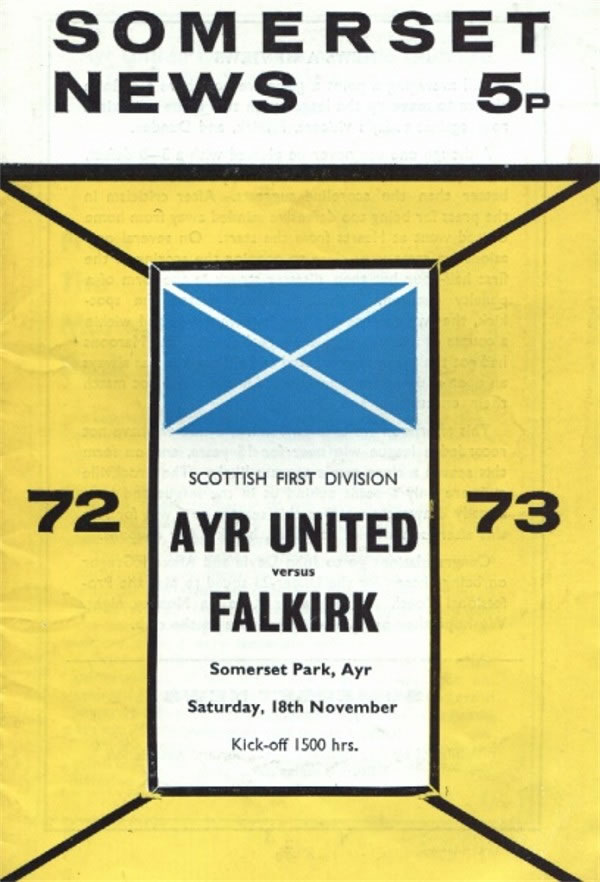 SOMERSET
NEWS 5P
SCOTTISH FIRST DIVISION
72 73
AYR UNITED
versus
FALKIRK
Somerset Park, Ayr
Saturday, 18th November
Kick-off 1500 hrs.